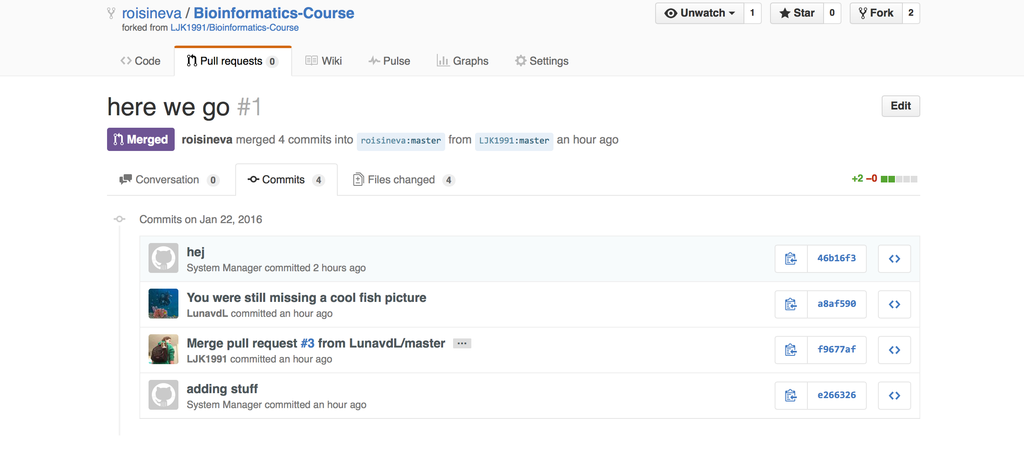 roisineva / Bioinformatics-Course
forked from LJK1991/Bioinformatics-Course
Unwatch 1 Star 0 Fork 2
Code Pull requests 0 Wiki Pulse Graphs Settings
here we go #1
Edit
Merged roisineva merged 4 commits into roisineva:master from LJK1991:master an hour ago
Conversation 0 Commits 4 Files changed 4 +2 −0
Commits on Jan 22, 2016
hej
System Manager committed 2 hours ago
46b16f3
You were still missing a cool fish picture
LunavdL committed an hour ago
a8af590
Merge pull request #3 from LunavdL/master ...
LJK1991 committed an hour ago
f9677af
adding stuff
System Manager committed an hour ago
e266326